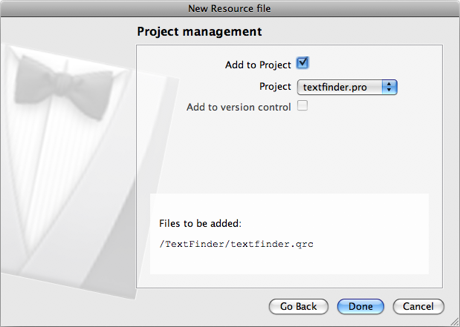 New Resource file
Project management
Add to Project
Project textfinder.pro
Add to version control
Files to be added:
/TextFinder/textfinder.qrc
Go Back Done Cancel